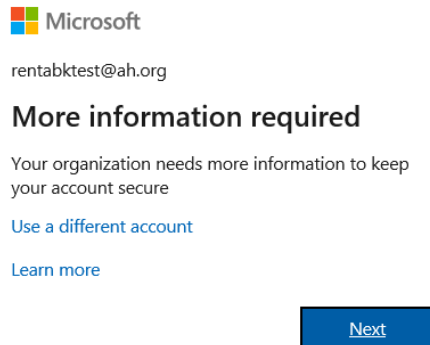 Microsoft
rentabktest@ah.org
More information required
Your organization needs more information to keep
your account secure
Use a different account
Learn more
Next